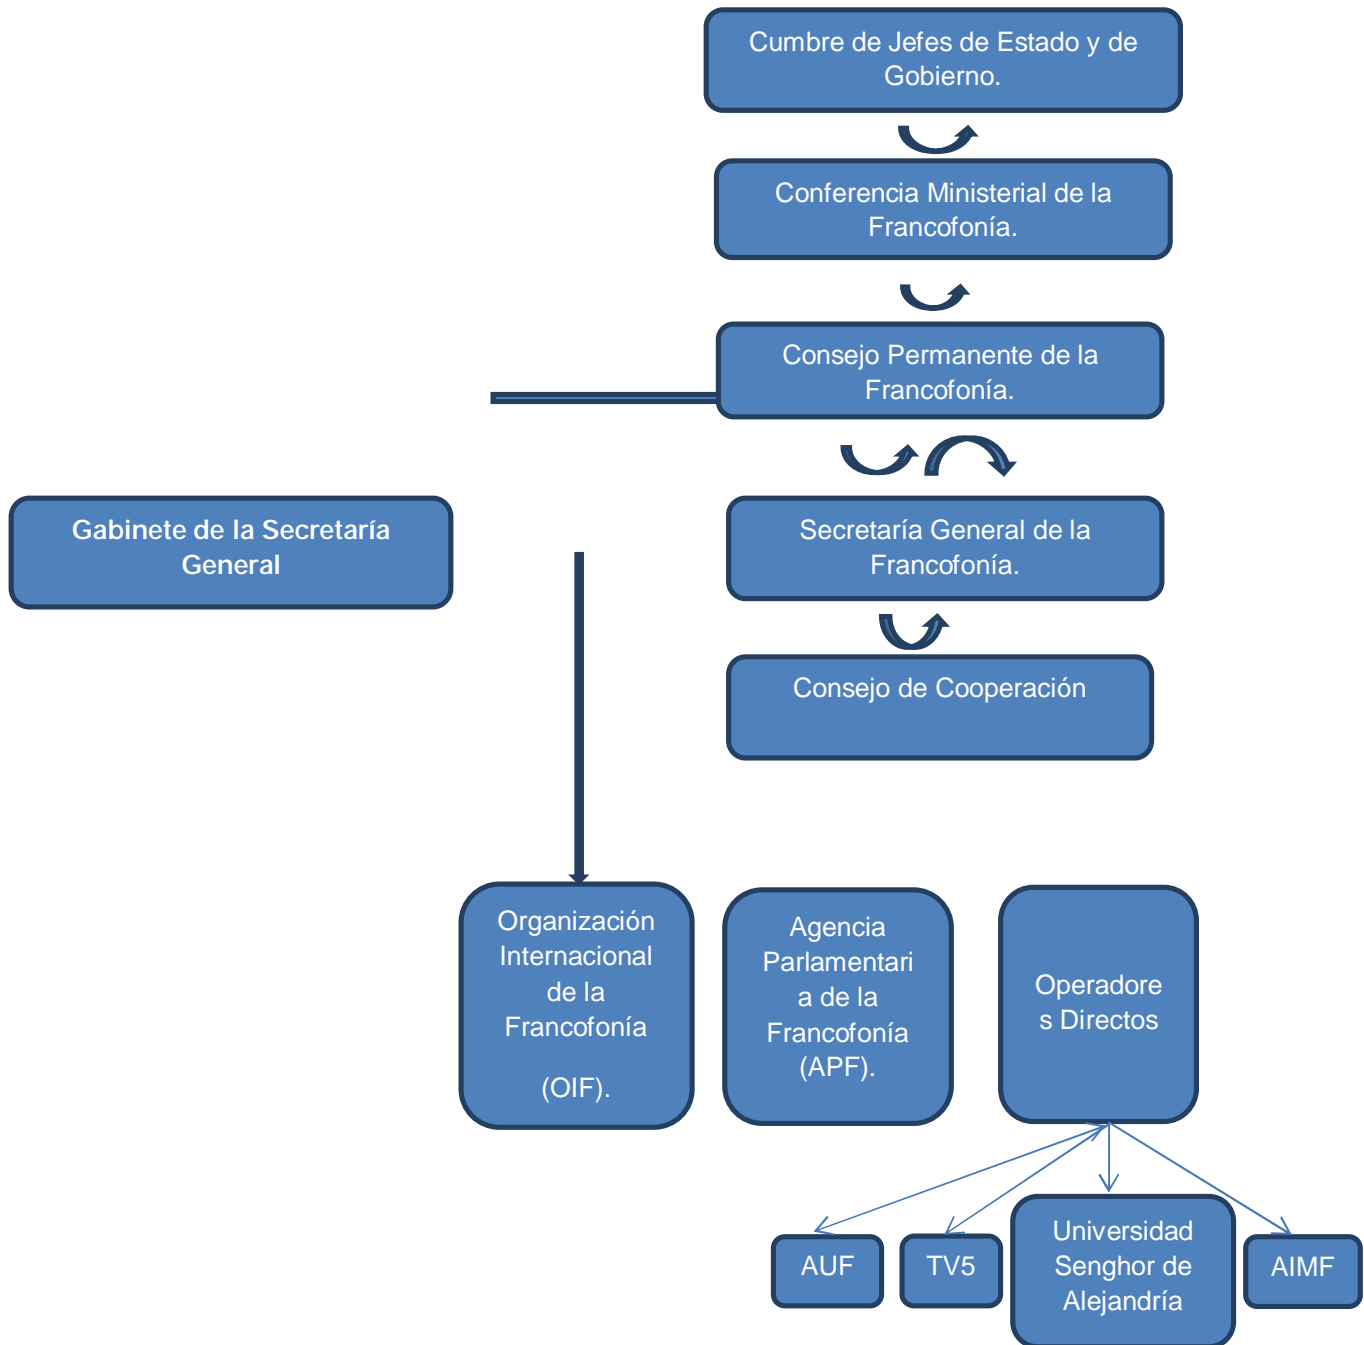 Cumbre de Jefes de Estado y de
Gobierno.
Conferencia Ministerial de la
Francofonía.
Consejo Permanente de la
Francofonía.
Gabinete de la Secretaría
General
Secretaría General de la
Francofonía.
Consejo de Cooperación
Organización
Internacional
de la
Francofonía
(OIF).
Agencia
Parlamentari
a de la
Francofonía
(APF).
Operadore
s Directos
AUF
TV5
Universidad
Senghor de
Alejandría
AIMF